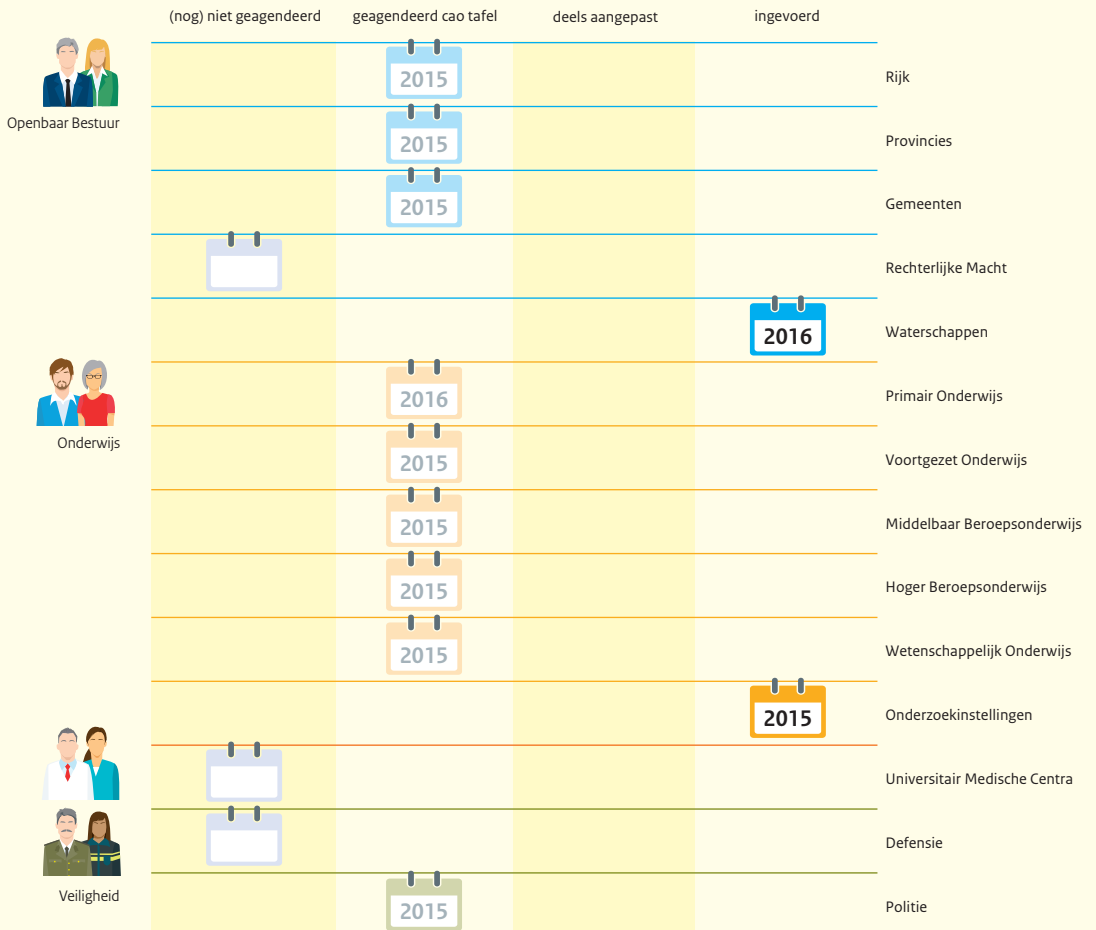 (nog) niet geagendeerd geagendeerd cao tafel deels aangepast ingevoerd
Openbaar Bestuur
2015 Rijk
2015 Provincies
2015 Gemeenten
Rechterlijke Macht
2016 Waterschappen
Onderwijs
2016 Primair Onderwijs
2015 Voortgezet Onderwijs
2015 Middelbaar Beroepsonderwijs
2015 Hoger Beroepsonderwijs
2015 Wetenschappelijk Onderwijs
2015 Onderzoekinstellingen
Universitair Medische Centra
Defensie
Veiligheid
2015 Politie